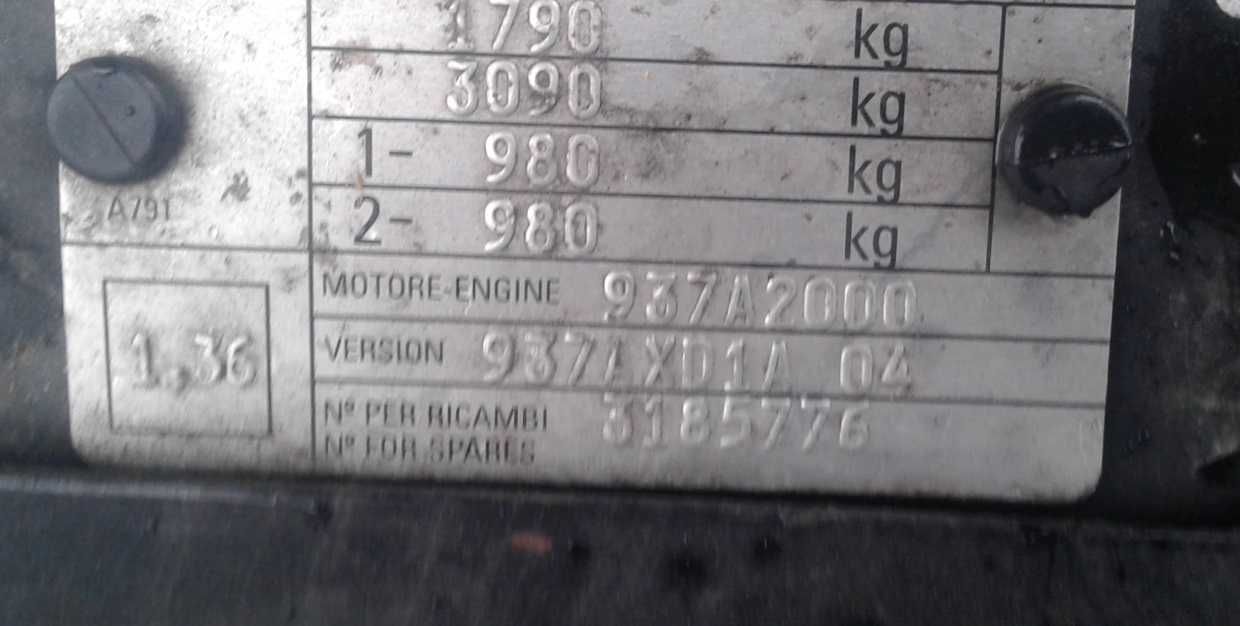 1790 kg
3090 kg
1- 980 kg
2- 980 kg
A791
MOTORE-ENGINE 937A2000
1,36
VERSION 937AXD1A 04
Nº PER RICAMBI 3185776
Nº FOR SPARES